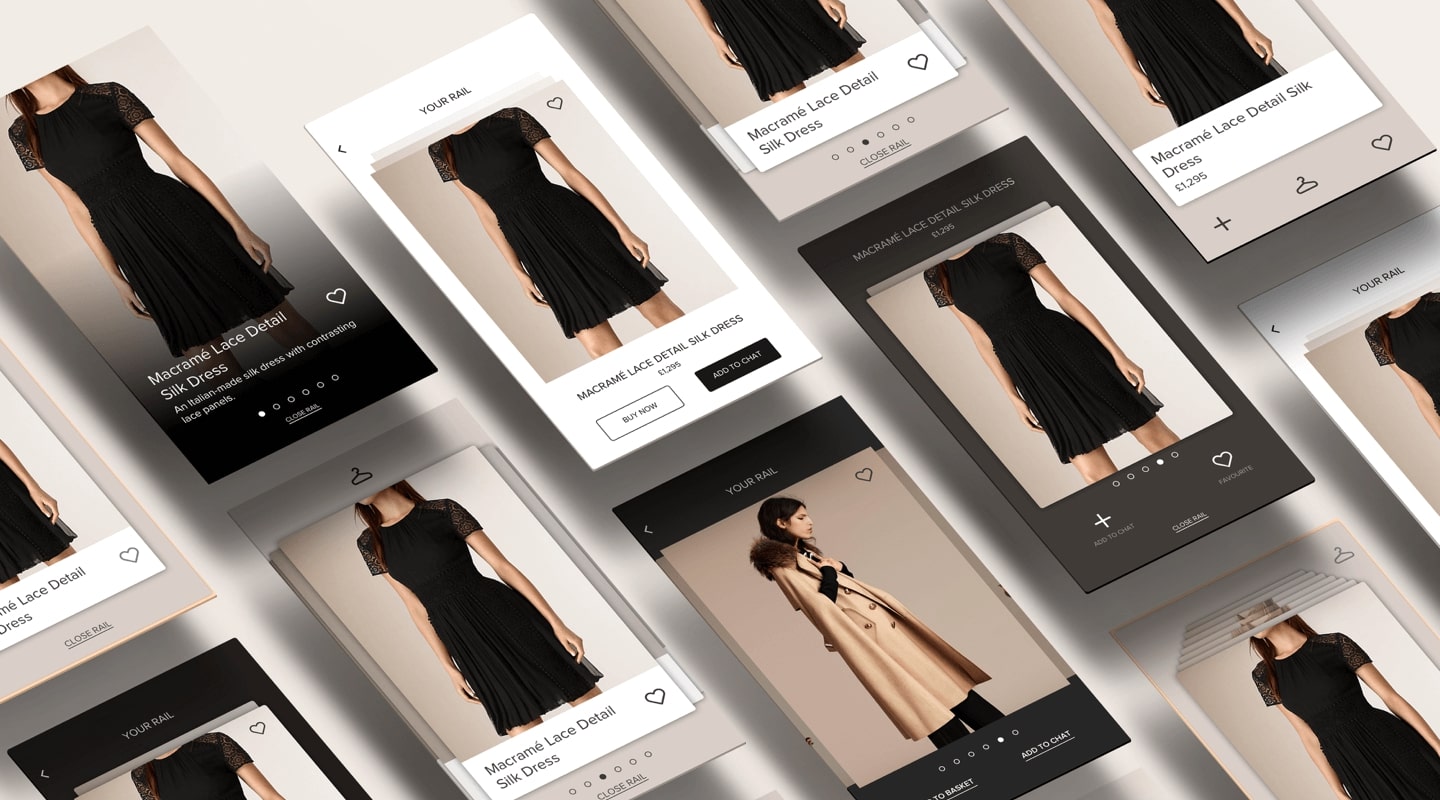 Macramé Lace Detail
Silk Dress
An Italian-made silk dress with contrasting
lace panels.
CLOSE RAIL
YOUR RAIL
MACRAMÉ LACE DETAIL SILK DRESS
£1,295
BUY NOW
ADD TO CHAT
Macramé Lace Detail
Silk Dress
CLOSE RAIL
MACRAMÉ LACE DETAIL SILK DRESS
£1,295
ADD TO CHAT
CLOSE RAIL
FAVOURITE
Macramé Lace Detail Silk
Dress
£1,295
YOUR RAIL
Detail
Dress
CLOSE RAIL
YOUR RAIL
Macramé Lace Detail
Silk Dress
CLOSE RAIL
YOUR RAIL
BASKET
ADD TO CHAT